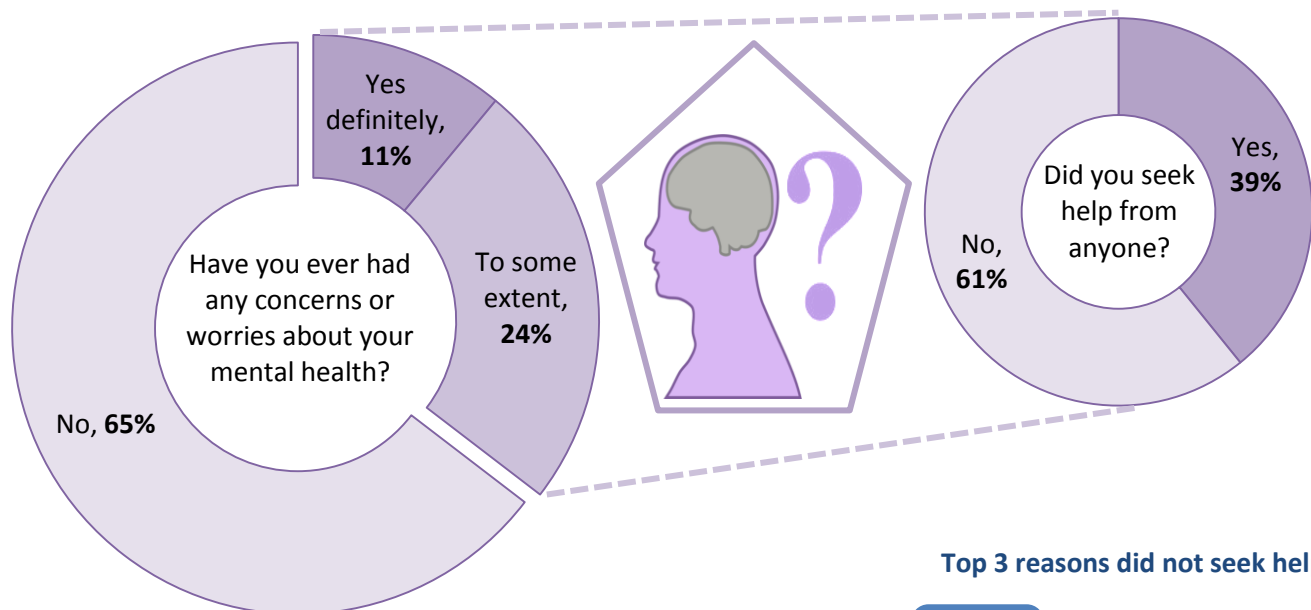 Yes
definitely,
11%
To some
extent,
24%
No, 65%
Have you ever had
any concerns or
worries about your
mental health?
?
Yes,
39%
No,
61%
Did you seek
help from
anyone?
Top 3 reasons did not seek hel